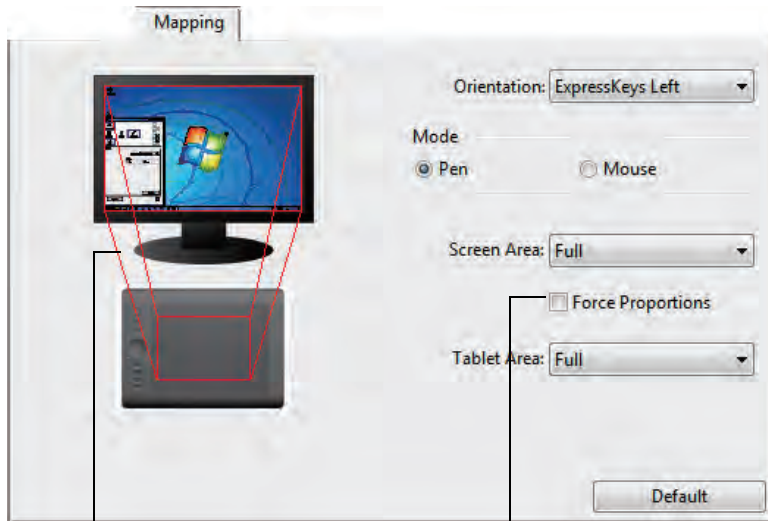 Mapping
Orientation: ExpressKeys Left
Mode
Pen
Mouse
Screen Area: Full
Force Proportions
Tablet Area: Full
Default